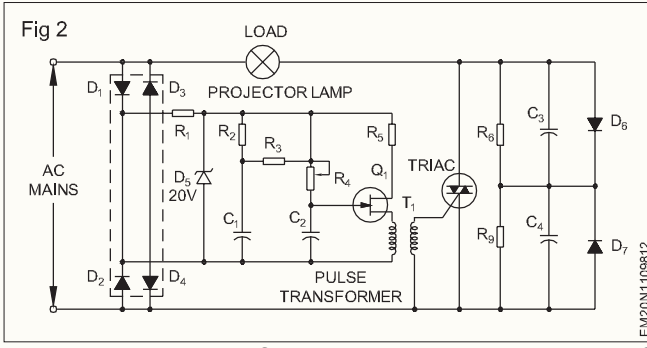 Fig 2
LOAD
PROJECTOR LAMP
D1
D3
R1
R2
R3
R4
R5
Q1
T1
TRIAC
R6
C3
D6
AC
MAINS
D5
20V
C1
C2
R9
C4
D7
D2
D4
PULSE
TRANSFORMER
EM20N1109812